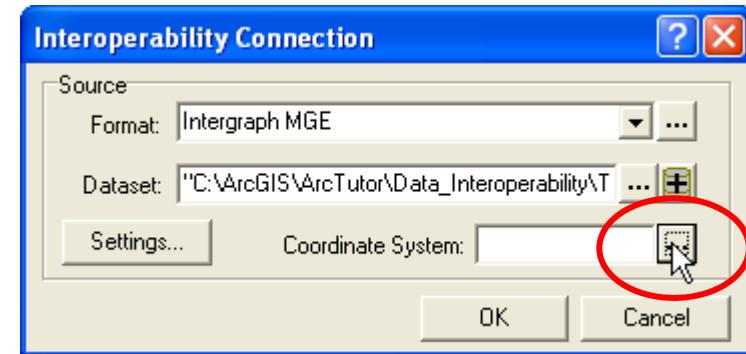 Interoperability Connection
Source
Format: Intergraph MGE ...
Dataset: "C:\ArcGIS\ArcTutor\Data_Interoperability\T ...
Settings... Coordinate System:
OK Cancel